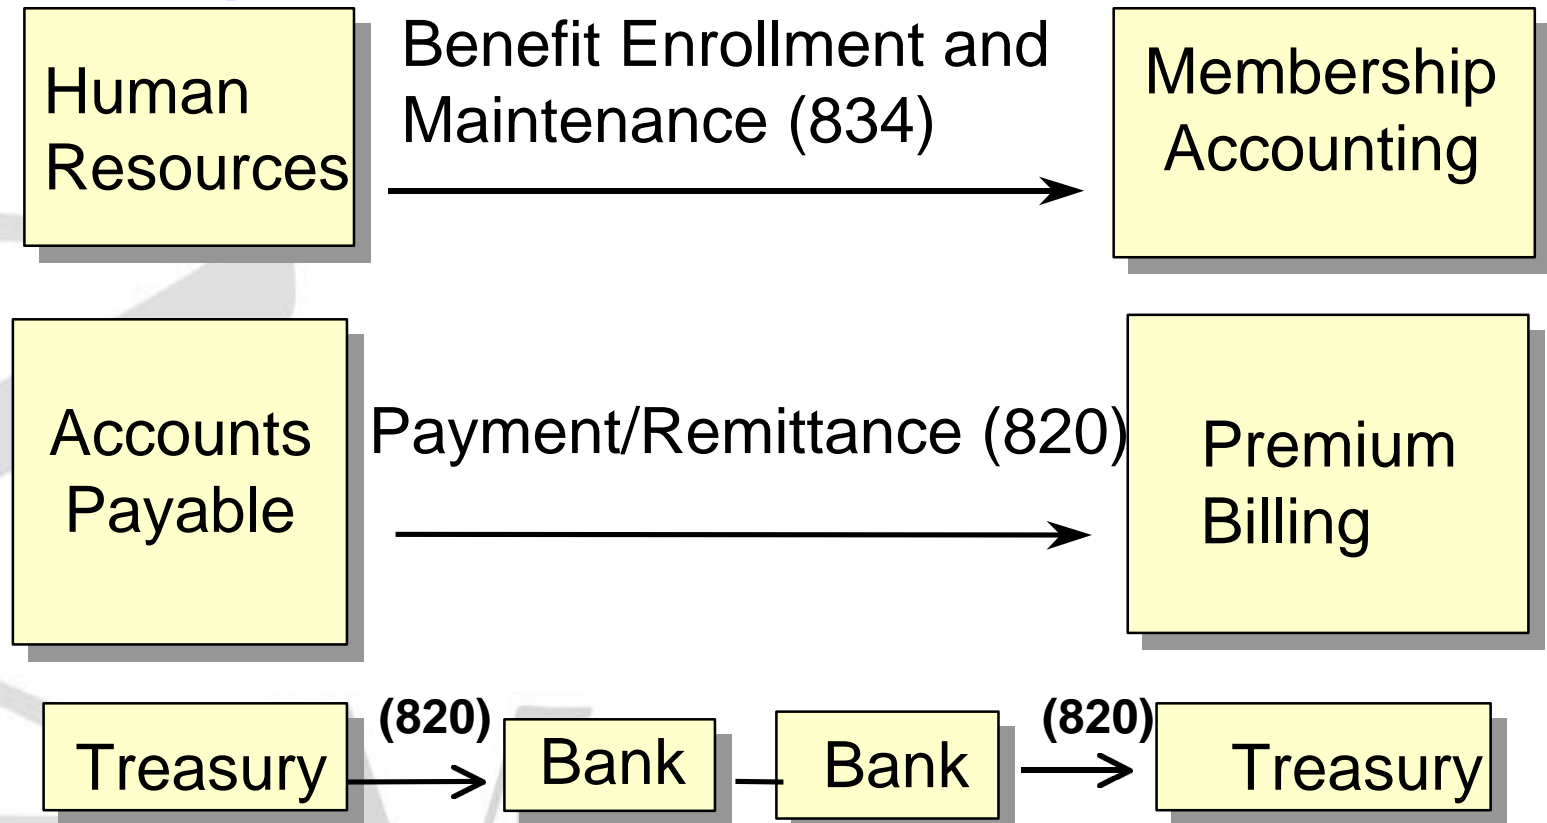 Human
Resources
Benefit Enrollment and
Maintenance (834)
Membership
Accounting
Accounts
Payable
Payment/Remittance (820)
Premium
Billing
Treasury
(820)
Bank
Bank
(820)
Treasury